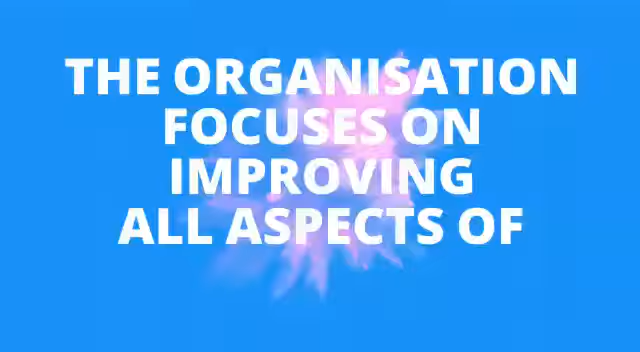 THE ORGANISATION
FOCUSES ON
IMPROVING
ALL ASPECTS OF